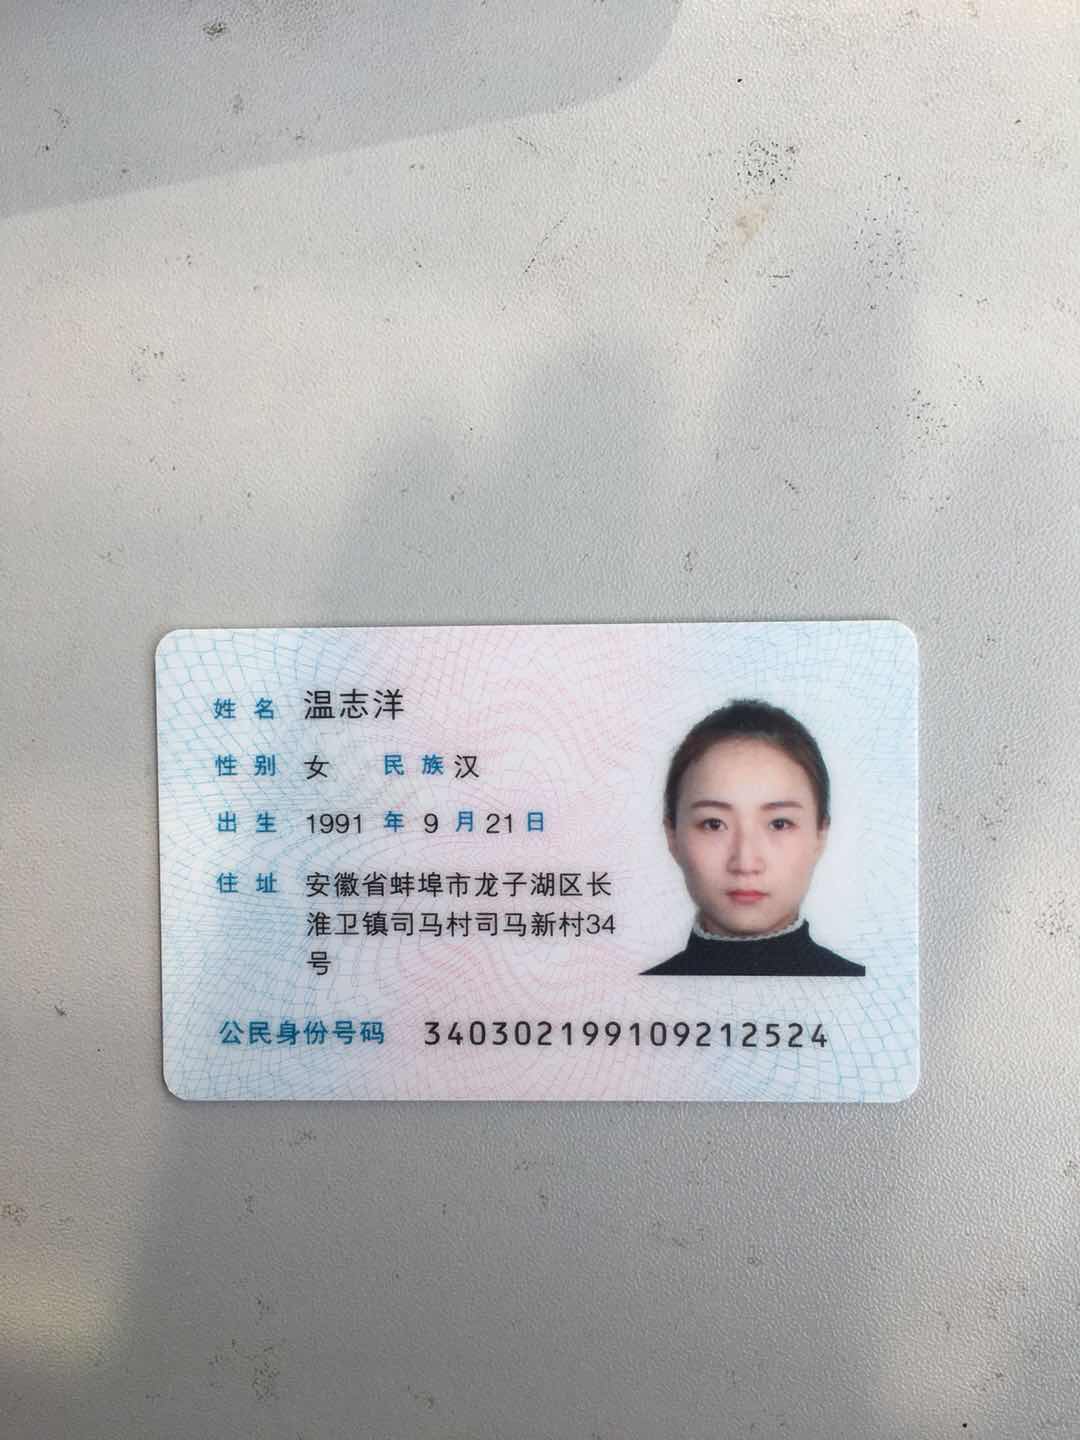 姓名 温志洋
性别 女 民族 汉
出生 1991 年 9 月 21 日
住址 安徽省蚌埠市龙子湖区长
淮卫镇司马村司马新村34
号
公民身份号码 340302199109212524